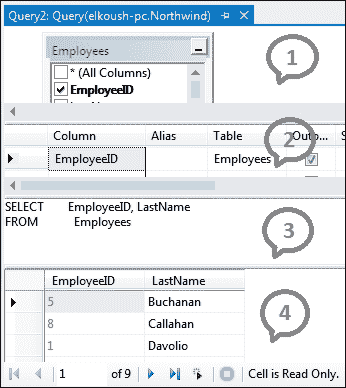 Query2: Query(elkoush-pc.Northwind)
Employees
* (All Columns)
EmployeeID
1
Column Alias Table Outp...
EmployeeID Employees
2
SELECT EmployeeID, LastName
FROM Employees
3
EmployeeID LastName
5 Buchanan
8 Callahan
1 Davolio
4
1 of 9 Cell is Read Only.